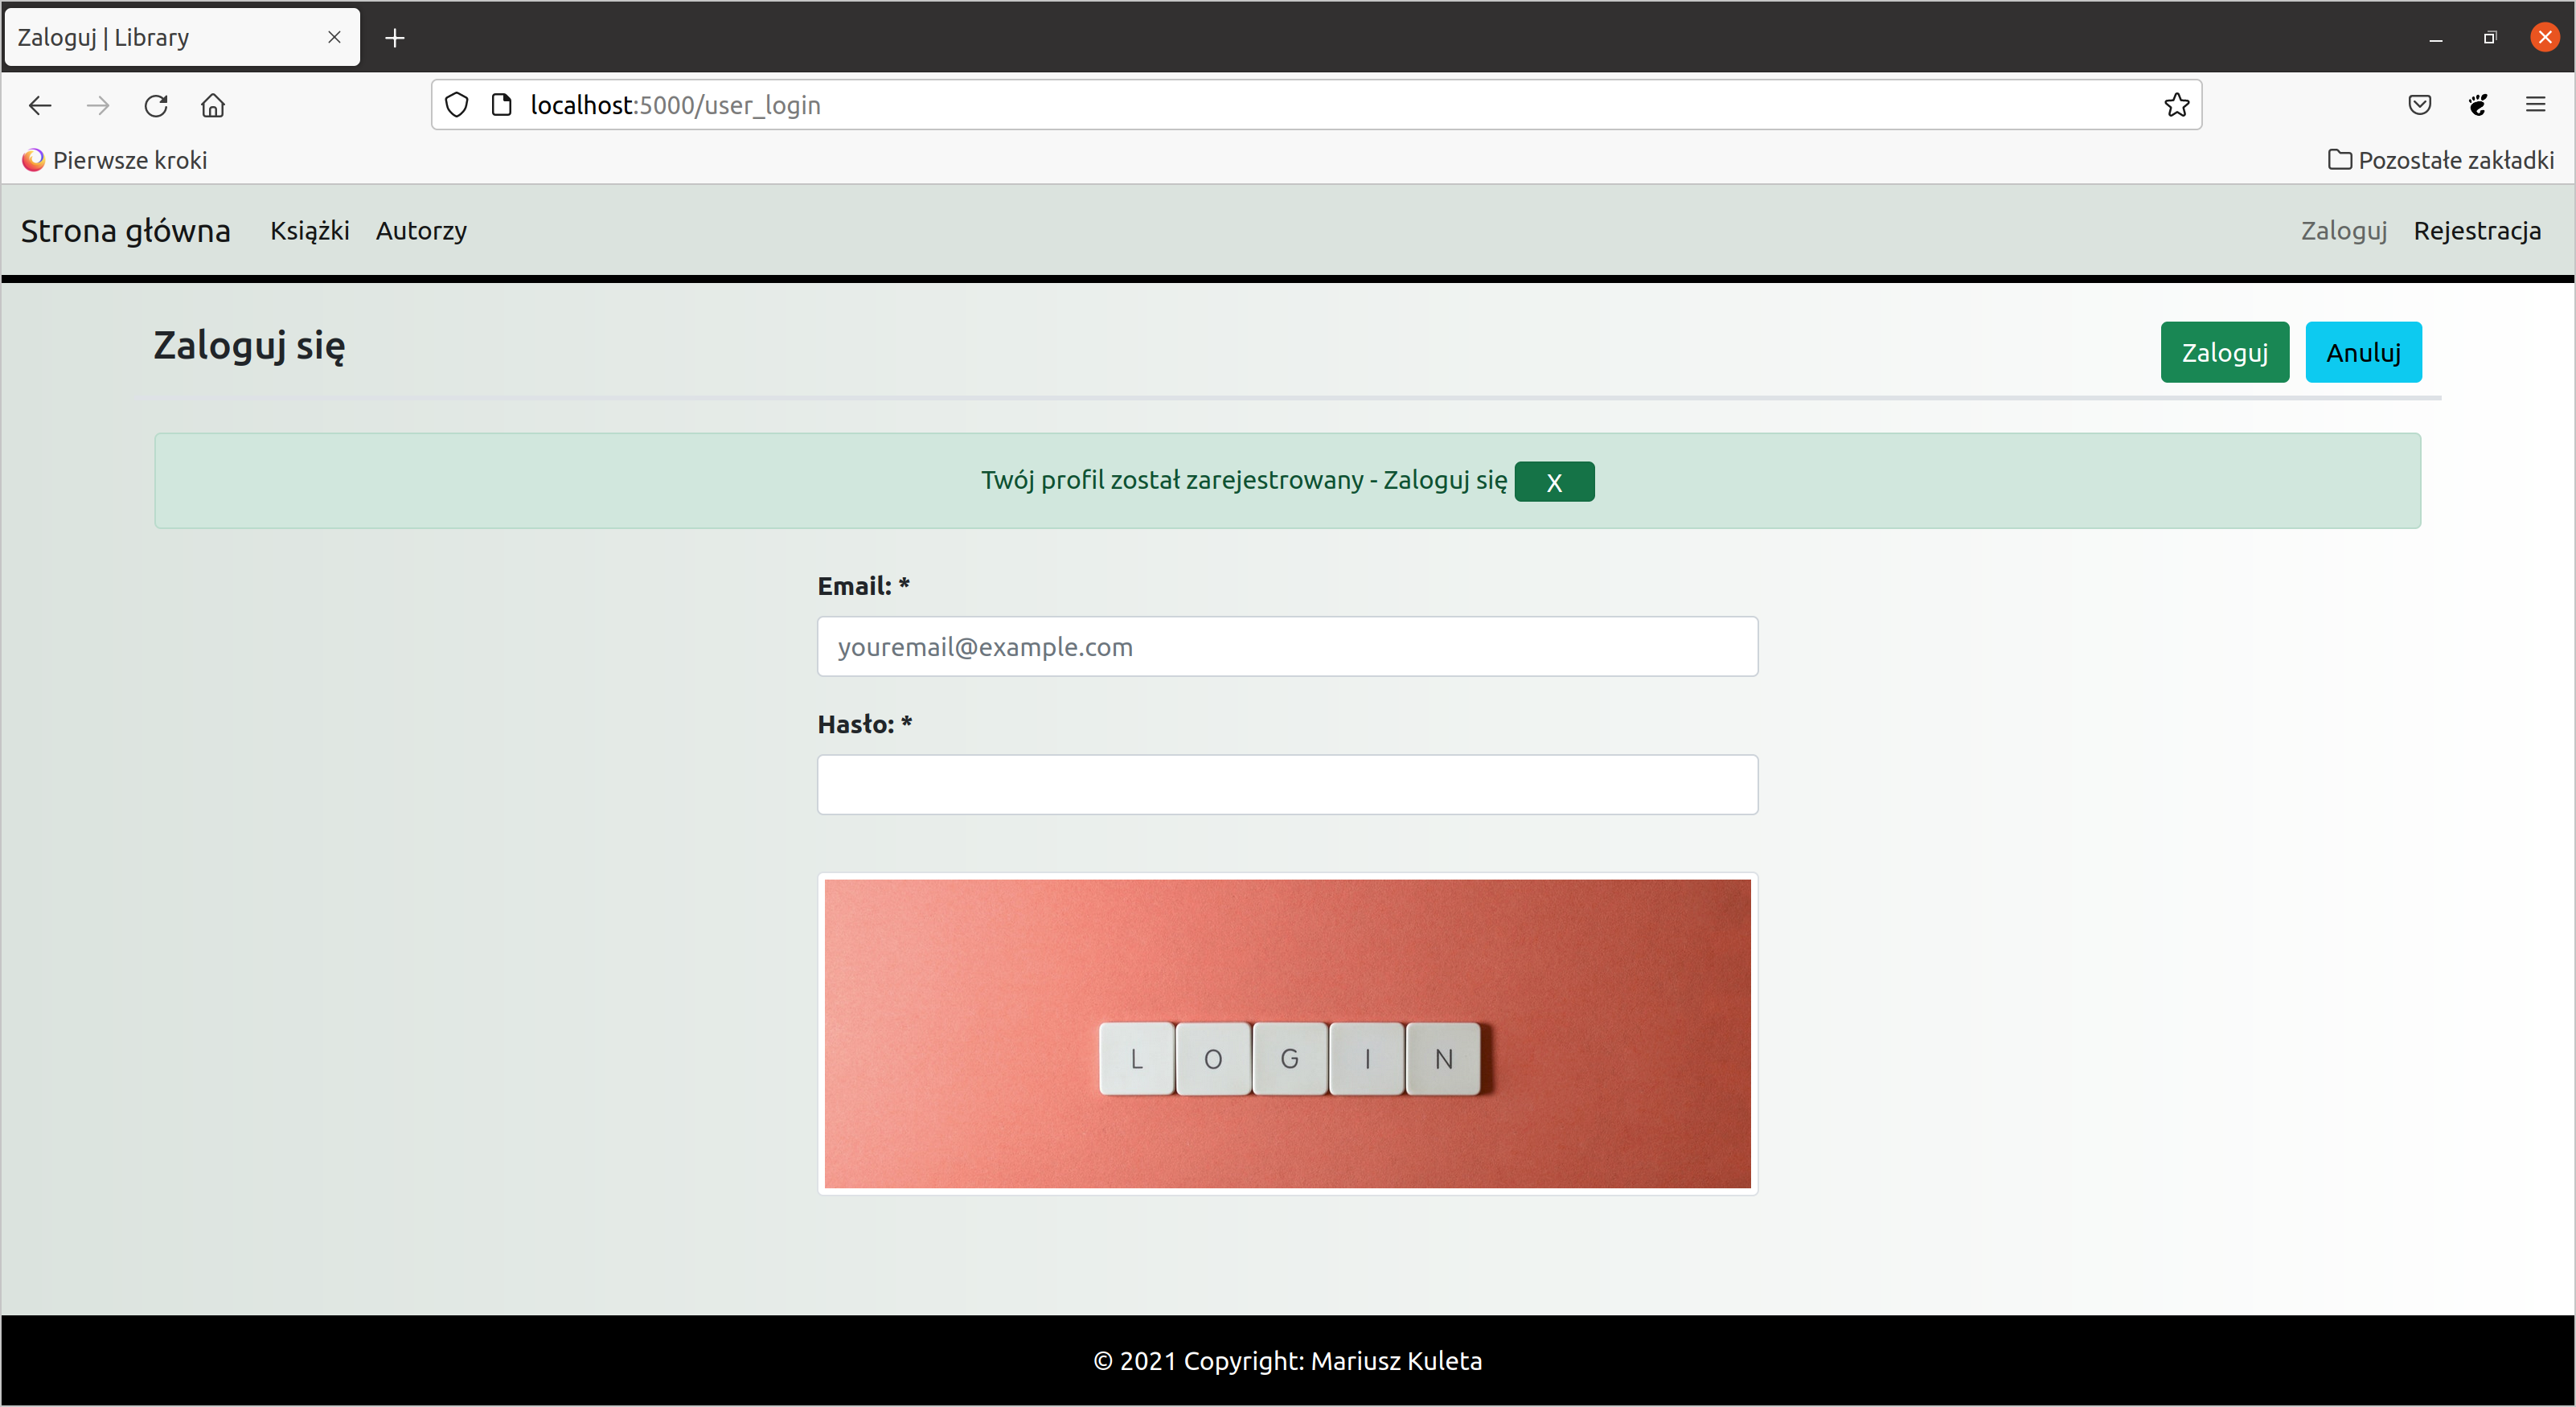 Zaloguj | Library
localhost:5000/user_login
Pierwsze kroki
Pozostałe zakładki
Strona główna Książki Autorzy Zaloguj Rejestracja
Zaloguj się
Zaloguj Anuluj
Twój profil został zarejestrowany - Zaloguj się X
Email: *
youremail@example.com
Hasło: *
LOGIN
© 2021 Copyright: Mariusz Kuleta